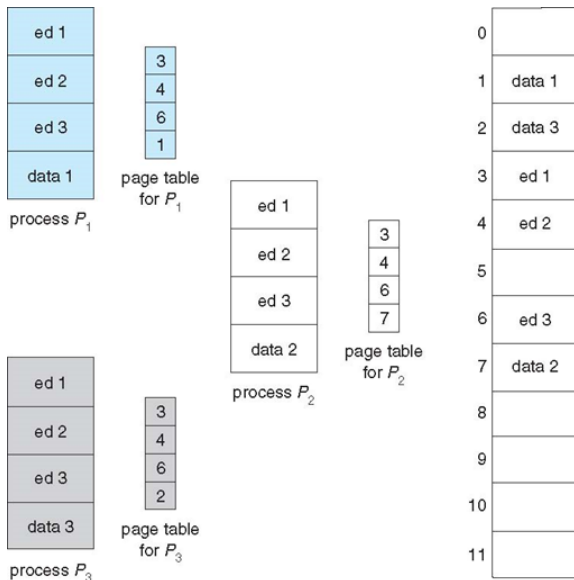 ed 1
ed 2
ed 3
data 1
process P1
3
4
6
1
page table
for P1
ed 1
ed 2
ed 3
data 2
process P2
3
4
6
7
page table
for P2
ed 1
ed 2
ed 3
data 3
process P3
3
4
6
2
page table
for P3
0
1 data 1
2 data 3
3 ed 1
4 ed 2
5
6 ed 3
7 data 2
8
9
10
11